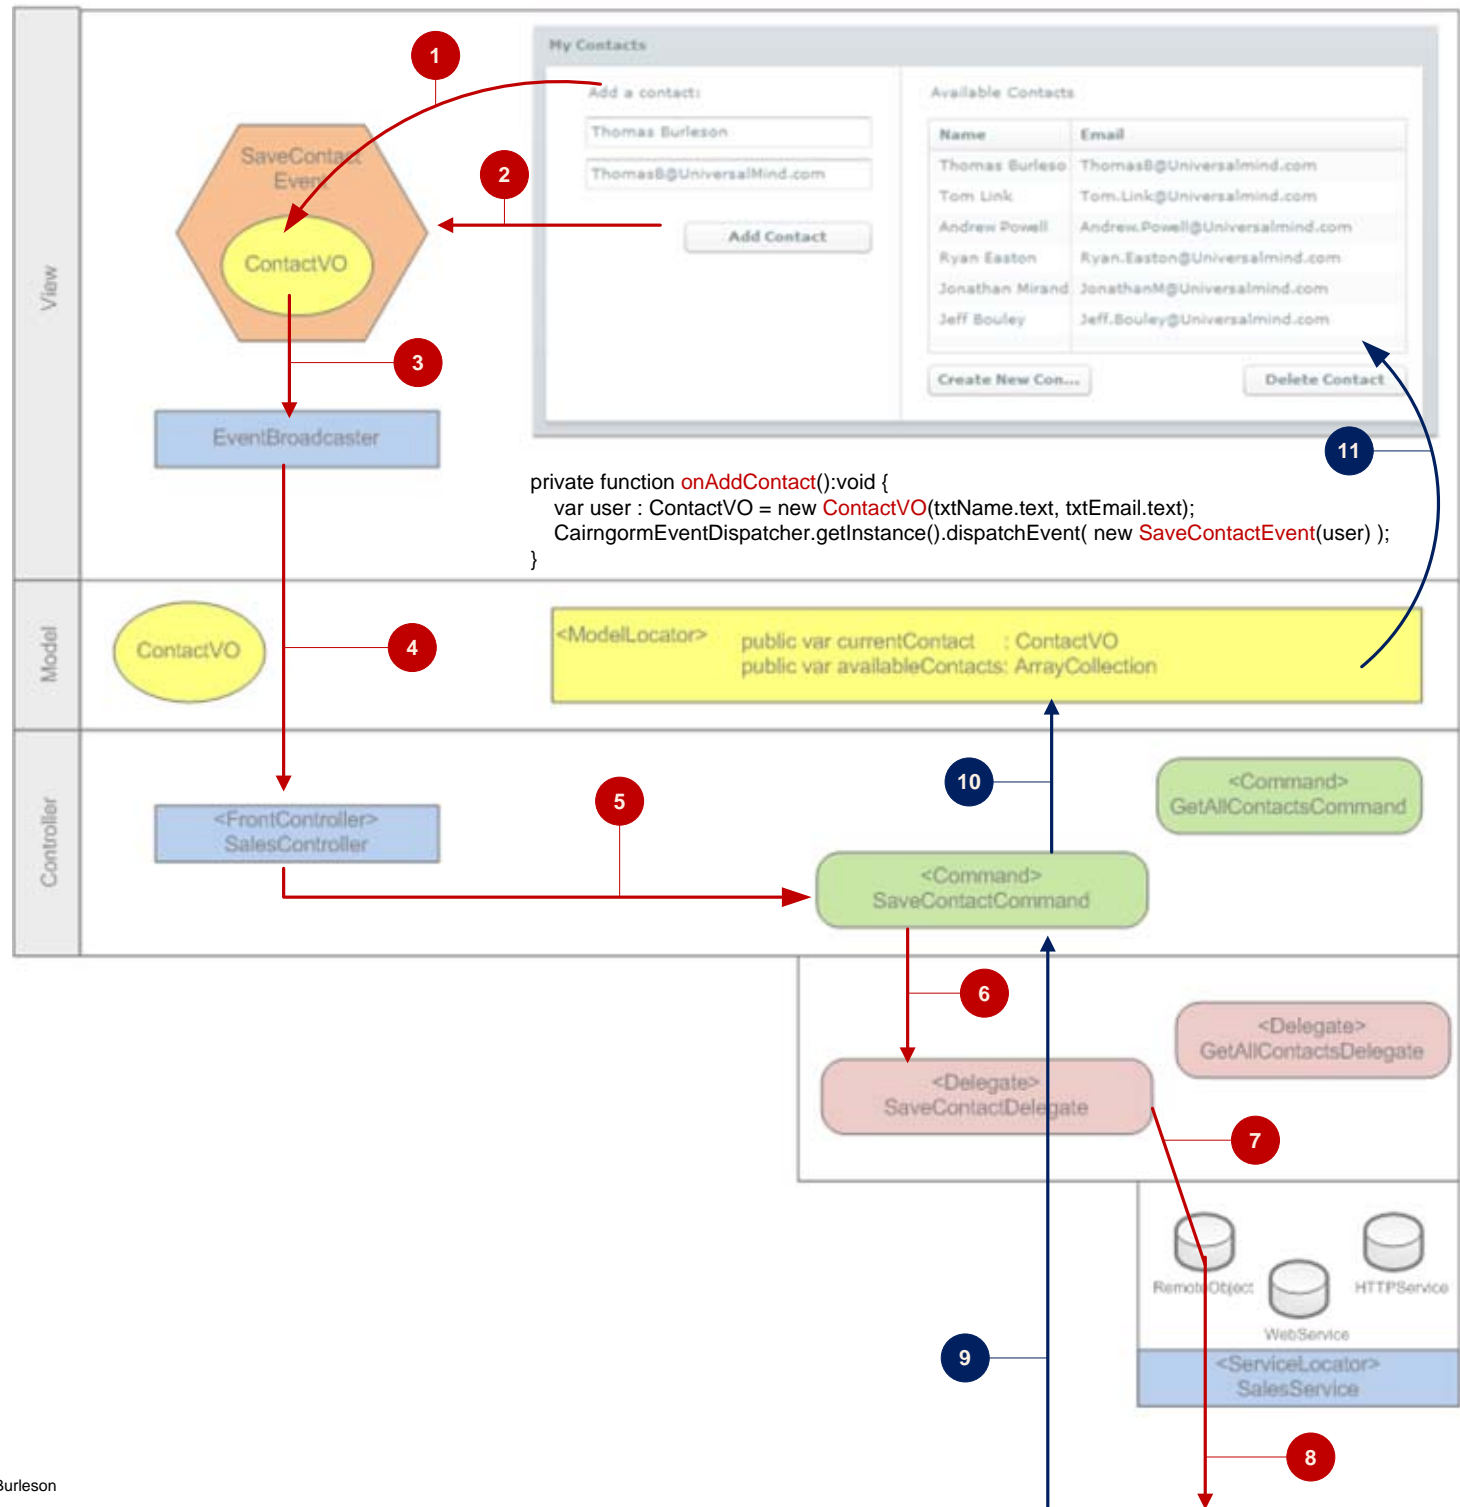 1
My Contacts
Add a contact:
Available Contacts
Thomas Burleson
Name
Email
SaveContact
Event
2
ThomasB@UniversalMind.com
Thomas Burleso
ThomasB@Universalmind.com
Tom Link
Tom.Link@Universalmind.com
Add Contact
Andrew Powell
Andrew.Powell@Universalmind.com
ContactVO
Ryan Easton
Ryan.Easton@Universalmind.com
View
Jonathan Mirand
JonathanM@Universalmind.com
Jeff Bouley
Jeff.Bouley@Universalmind.com
3
Create New Con...
Delete Contact
EventBroadcaster
11
private function onAddContact():void {
var user : ContactVO = new ContactVO(txtName.text, txtEmail.text);
CairngormEventDispatcher.getInstance().dispatchEvent( new SaveContactEvent(user) );
}
Model
ContactVO
4
<ModelLocator>
public var currentContact : ContactVO
public var availableContacts: ArrayCollection
Controller
<FrontController>
SalesController
5
10
<Command>
GetAllContactsCommand
<Command>
SaveContactCommand
6
<Delegate>
GetAllContactsDelegate
<Delegate>
SaveContactDelegate
7
RemoteObject
HTTPService
WebService
9
<ServiceLocator>
SalesService
8
Burleson